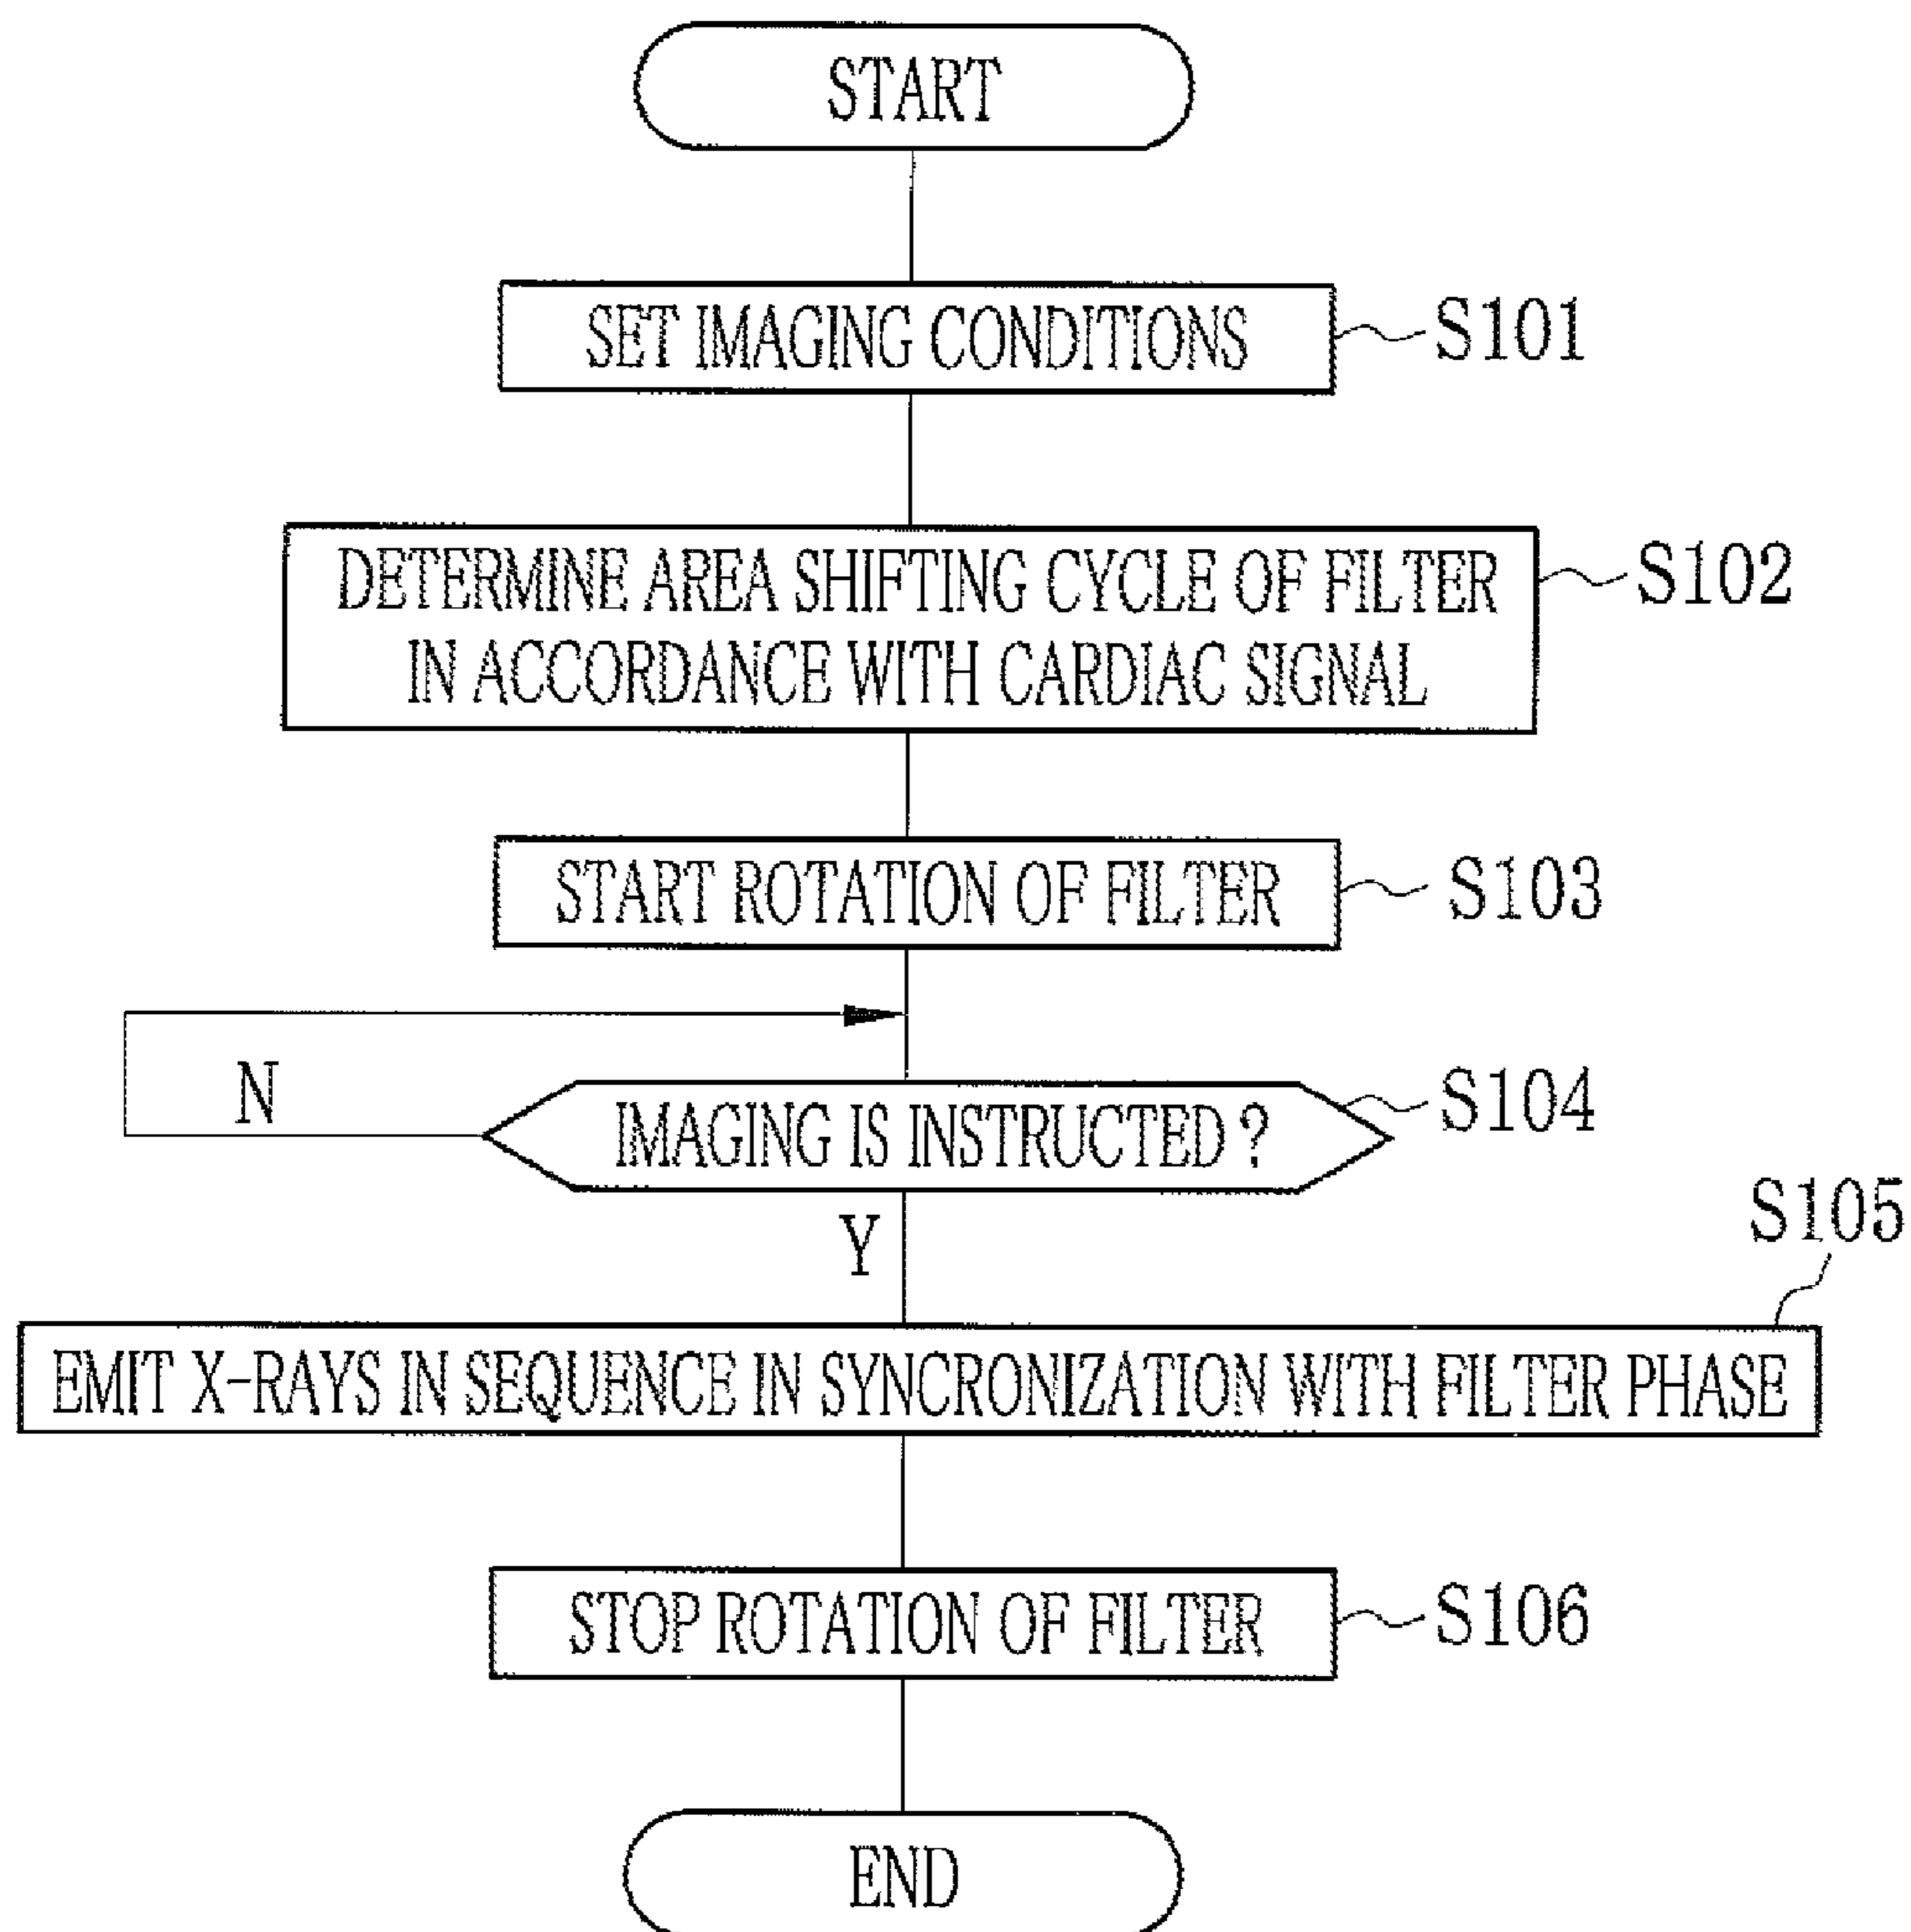 START
SET IMAGING CONDITIONS
S101
DETERMINE AREA SHIFTING CYCLE OF FILTER
IN ACCORDANCE WITH CARDIAC SIGNAL
S102
START ROTATION OF FILTER
S103
N
IMAGING IS INSTRUCTED ?
S104
Y
S105
EMIT X-RAYS IN SEQUENCE IN SYNCRONIZATION WITH FILTER PHASE
STOP ROTATION OF FILTER
S106
END